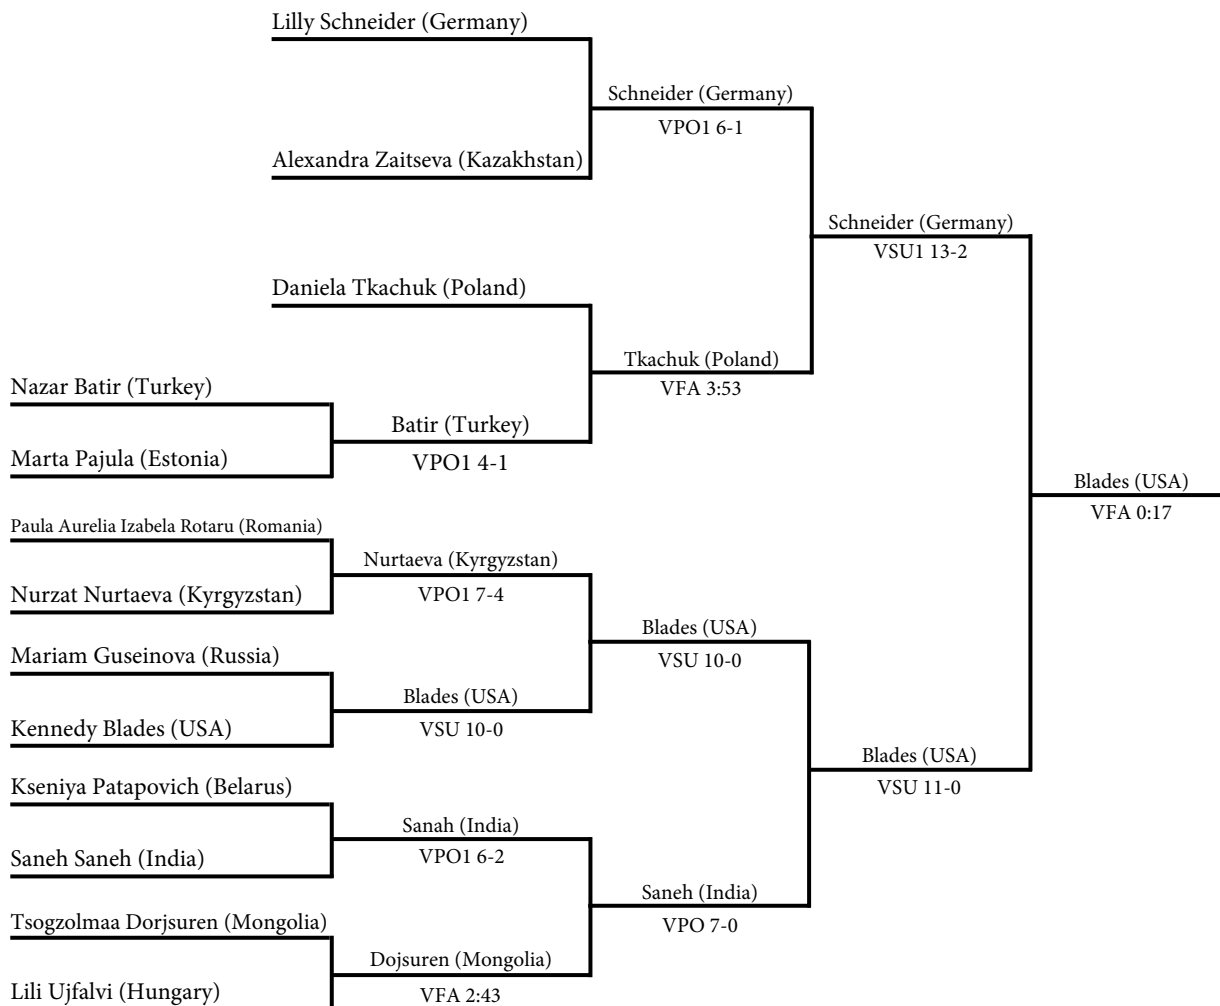 Lilly Schneider (Germany)
Schneider (Germany)
VPO1 6-1
Alexandra Zaitseva (Kazakhstan)
Schneider (Germany)
VSU1 13-2
Daniela Tkachuk (Poland)
Tkachuk (Poland)
VFA 3:53
Nazar Batir (Turkey)
Batir (Turkey)
VPO1 4-1
Marta Pajula (Estonia)
Blades (USA)
VFA 0:17
Paula Aurelia Izabela Rotaru (Romania)
Nurtaeva (Kyrgyzstan)
VPO1 7-4
Nurzat Nurtaeva (Kyrgyzstan)
Blades (USA)
VSU 10-0
Mariam Guseinova (Russia)
Blades (USA)
VSU 10-0
Kennedy Blades (USA)
Blades (USA)
VSU 11-0
Kseniya Patapovich (Belarus)
Sanah (India)
VPO1 6-2
Saneh Saneh (India)
Saneh (India)
VPO 7-0
Tsogzolmaa Dorjsuren (Mongolia)
Dojsuren (Mongolia)
VFA 2:43
Lili Ujfalvi (Hungary)